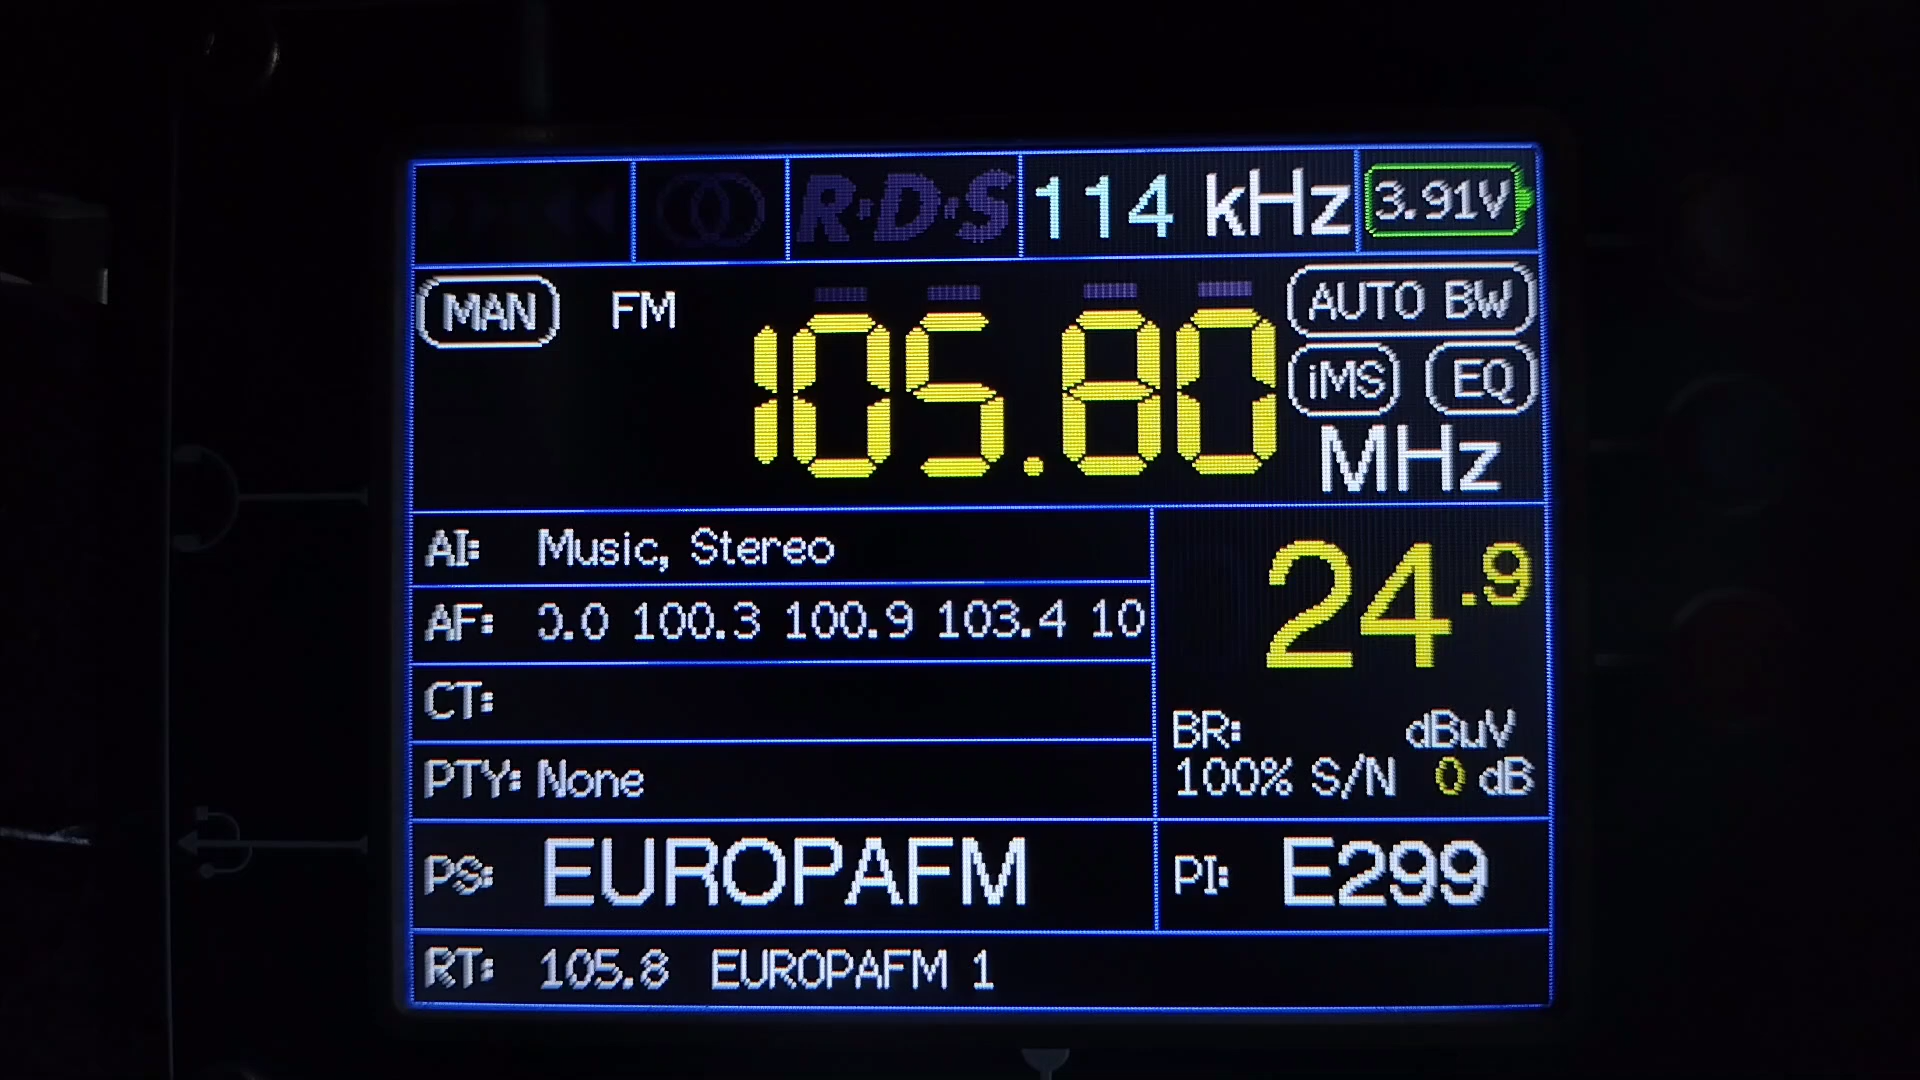 R·D·S 114 kHz 3.91V
MAN FM 105.80 AUTO BW
iMS EQ
MHz
AI: Music, Stereo
24.9
AF: 0.0 100.3 100.9 103.4 10
CT:
BR: dBuV
PTY: None
100% S/N 0 dB
PS: EUROPAFM PI: E299
RT: 105.8 EUROPAFM 1